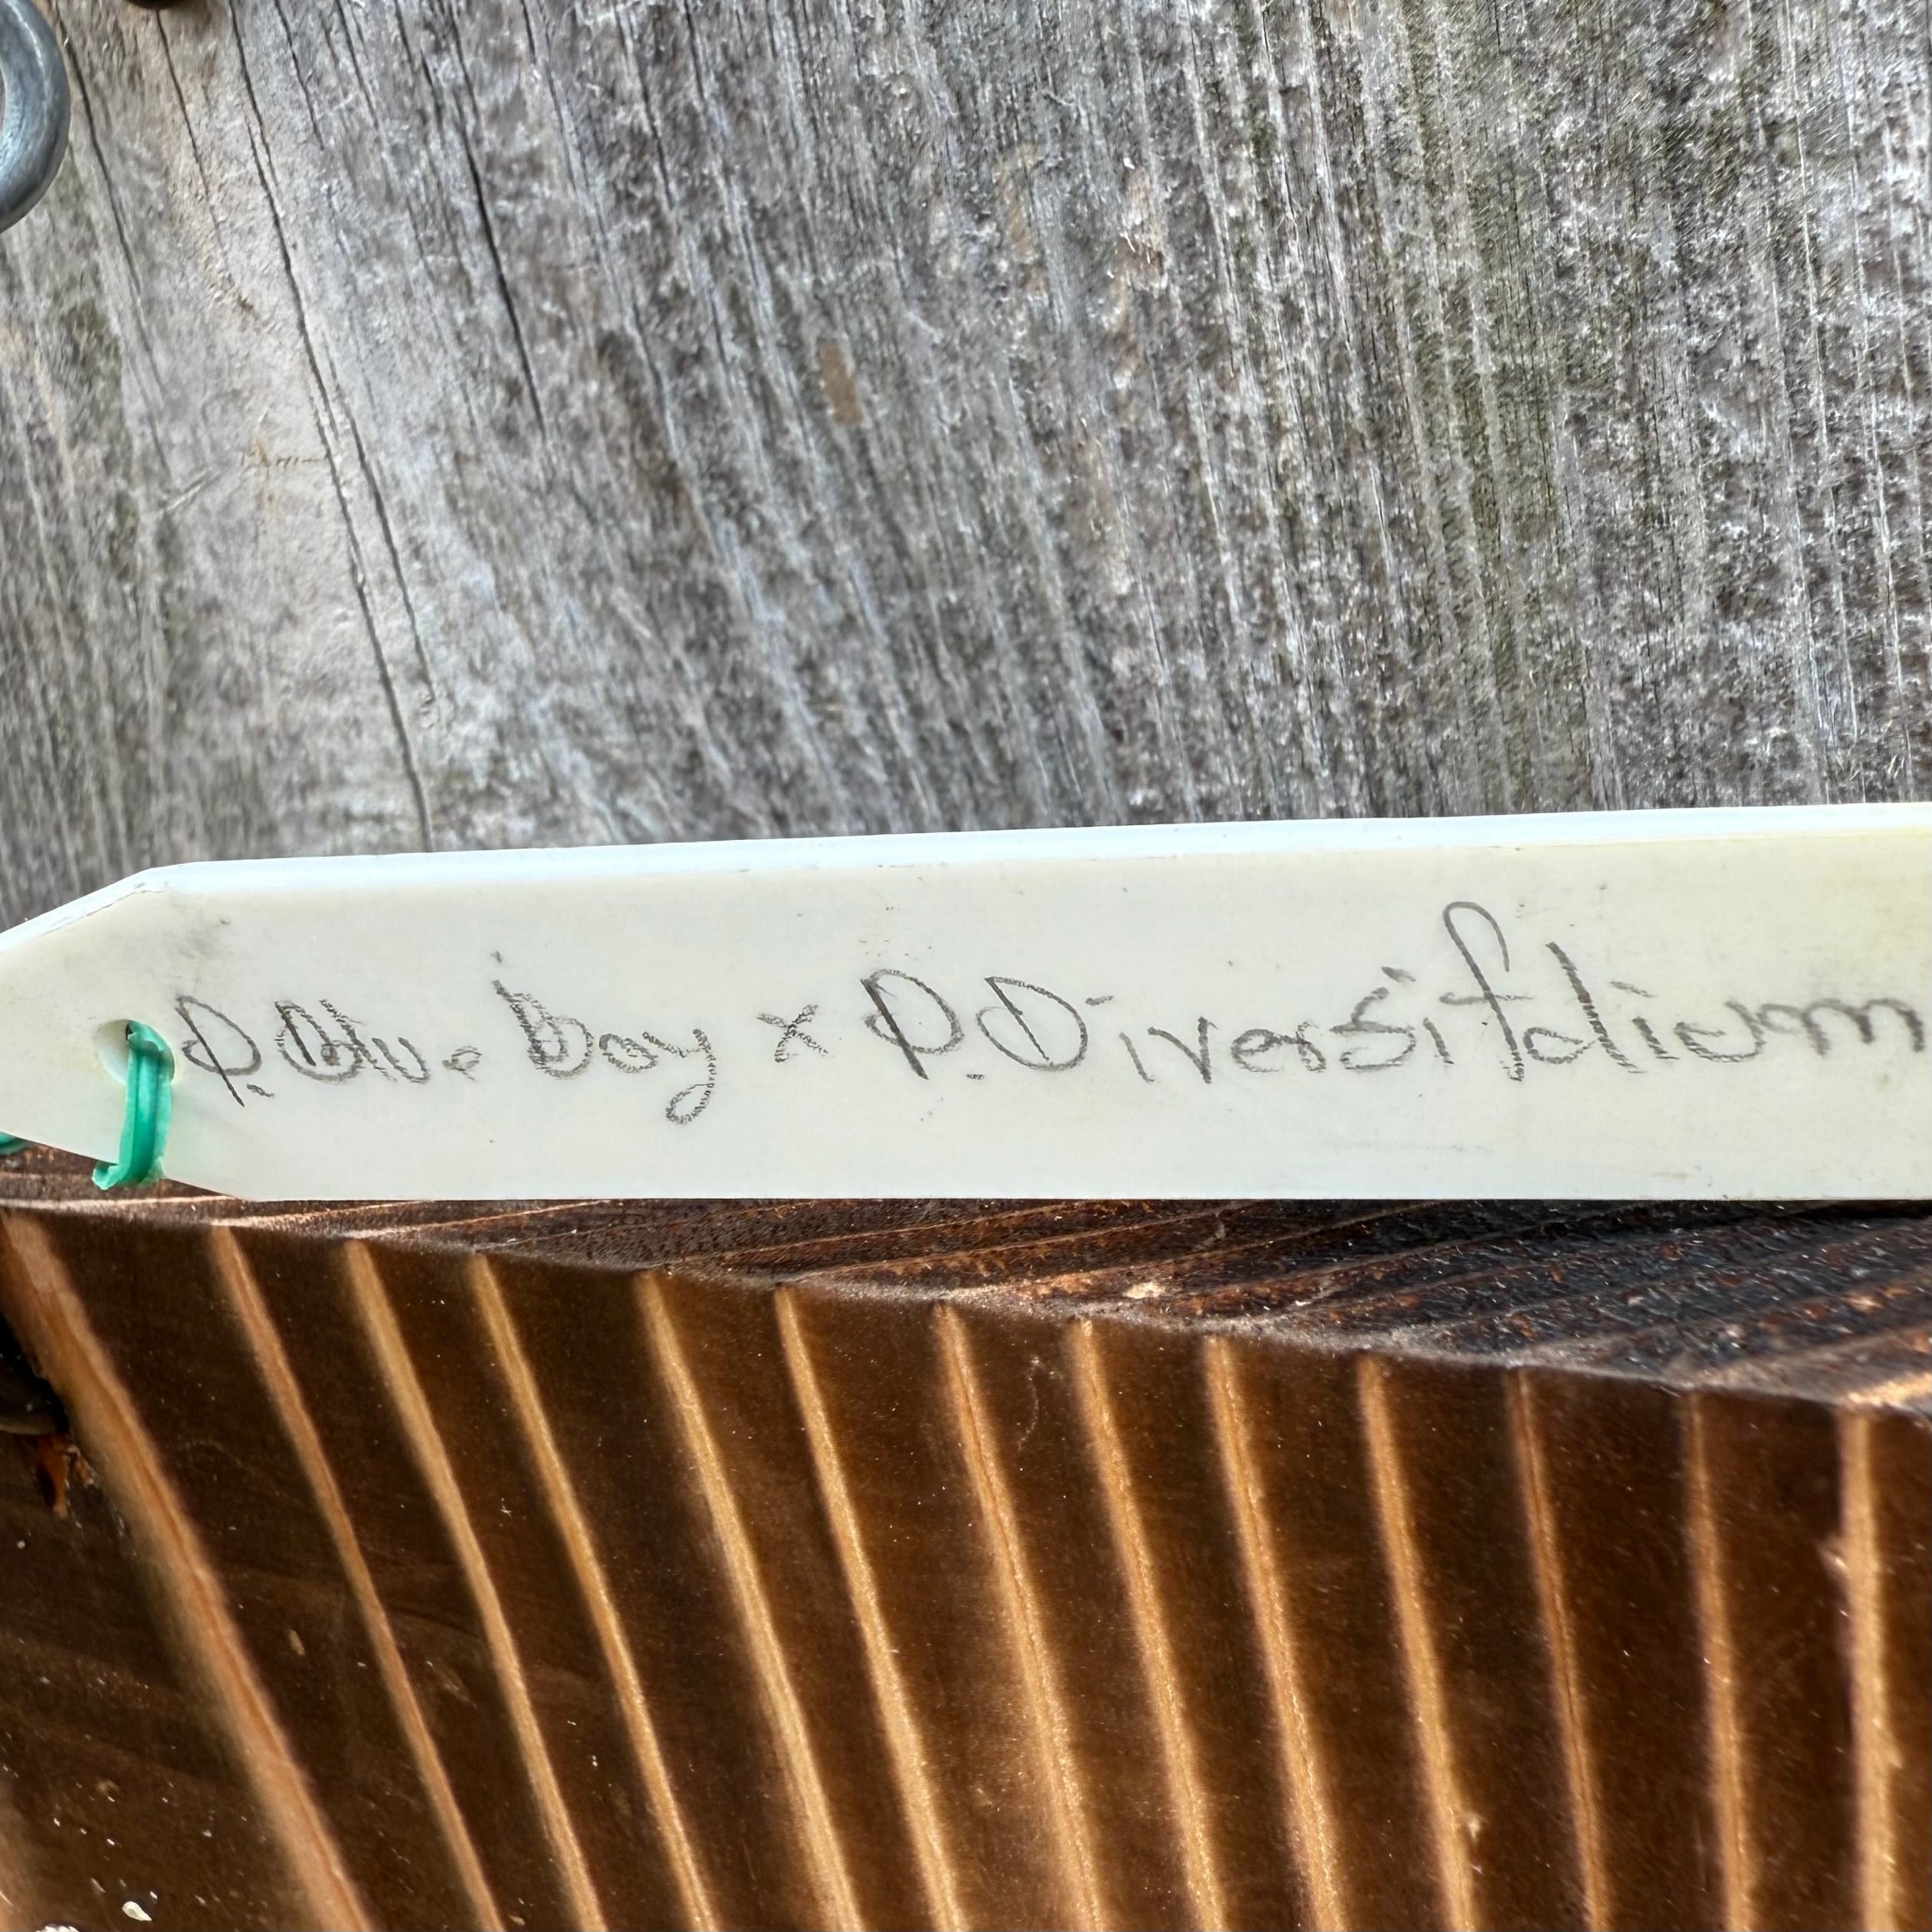 P. Blue boy x P. Diversifolium